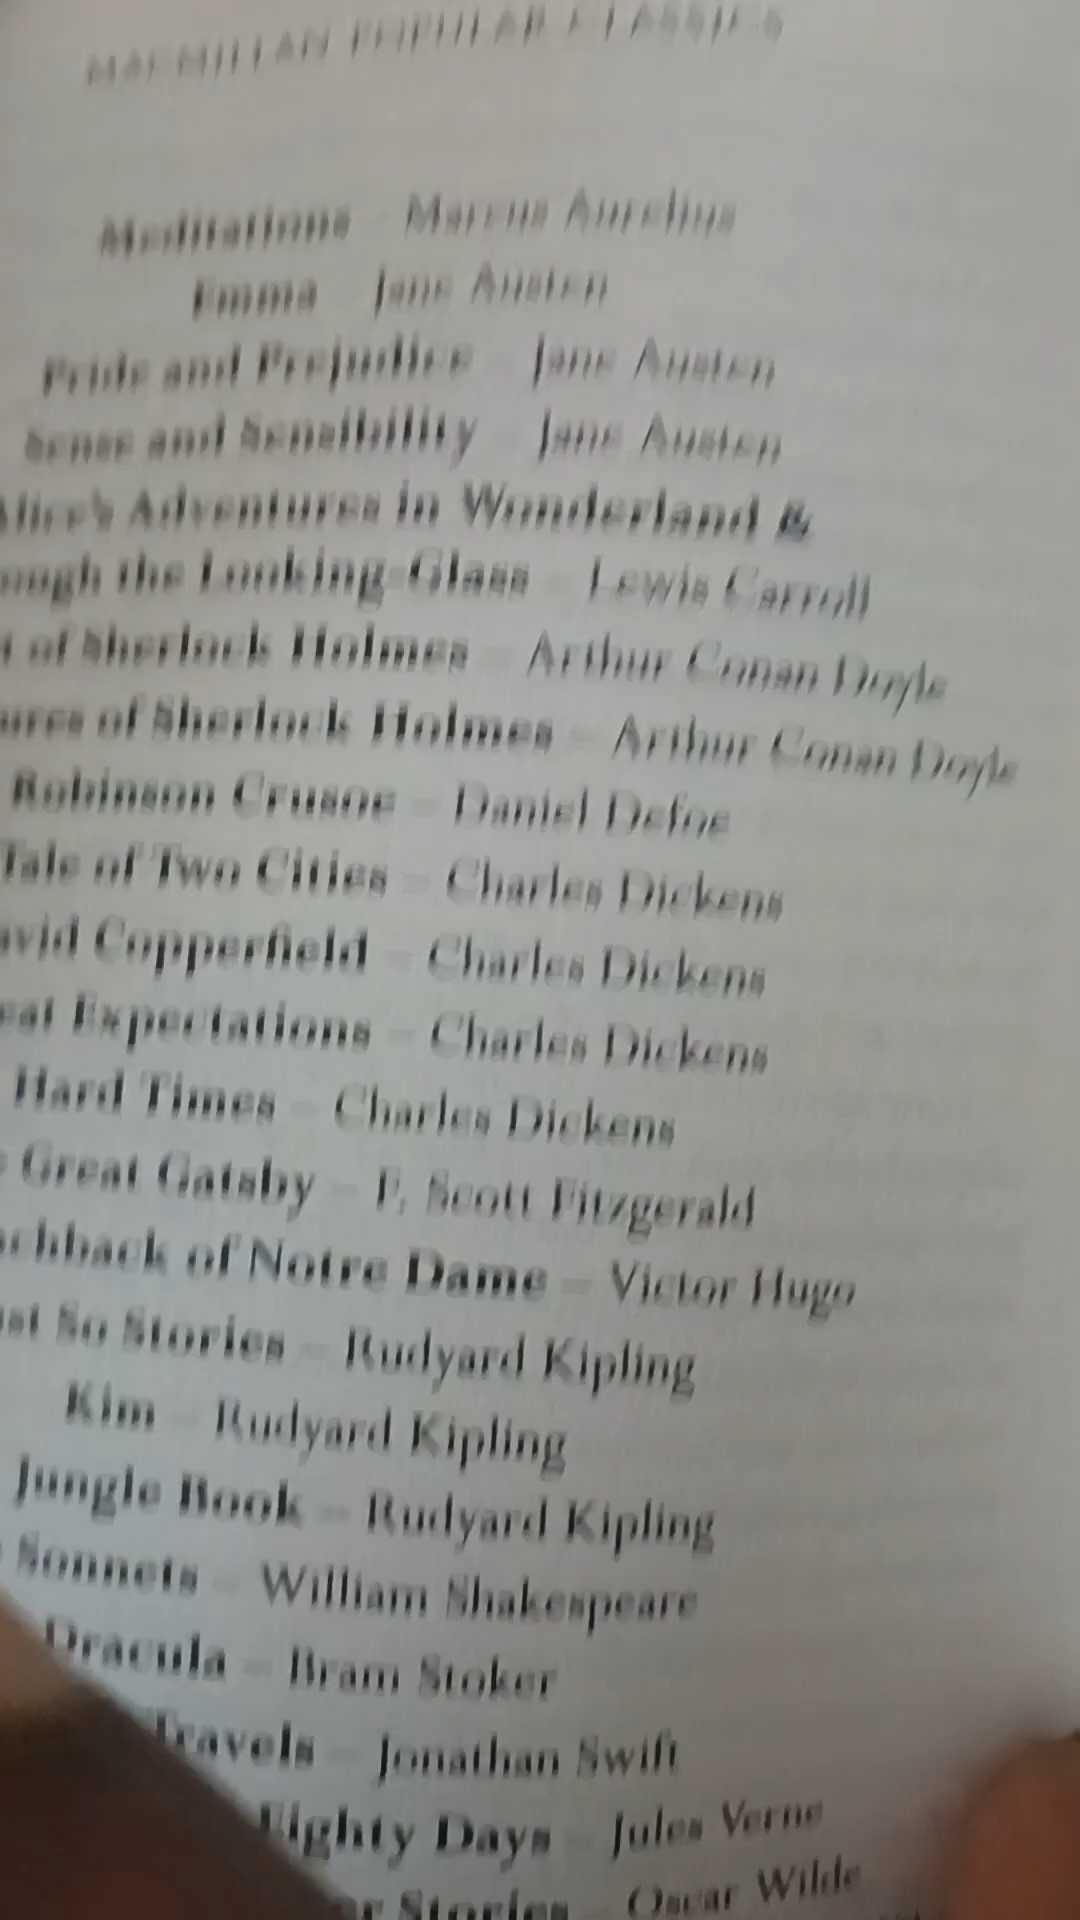 MACMILLAN POPULAR CLASSICS
Meditations – Marcus Aurelius
Emma – Jane Austen
Pride and Prejudice – Jane Austen
Sense and Sensibility – Jane Austen
Alice's Adventures in Wonderland &
ough the Looking-Glass – Lewis Carroll
of Sherlock Holmes – Arthur Conan Doyle
ures of Sherlock Holmes – Arthur Conan Doyle
Robinson Crusoe – Daniel Defoe
Tale of Two Cities – Charles Dickens
avid Copperfield – Charles Dickens
eat Expectations – Charles Dickens
Hard Times – Charles Dickens
Great Gatsby – F. Scott Fitzgerald
chback of Notre Dame – Victor Hugo
st So Stories – Rudyard Kipling
Kim – Rudyard Kipling
Jungle Book – Rudyard Kipling
Sonnets – William Shakespeare
Dracula – Bram Stoker
Travels – Jonathan Swift
Eighty Days – Jules Verne
r Stories – Oscar Wilde